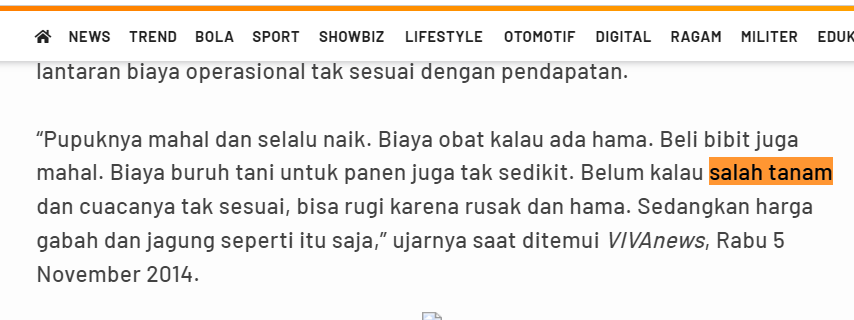 NEWS TREND BOLA SPORT SHOWBIZ LIFESTYLE OTOMOTIF DIGITAL RAGAM MILITER EDUK
lantaran biaya operasional tak sesuai dengan pendapatan.
“Pupuknya mahal dan selalu naik. Biaya obat kalau ada hama. Beli bibit juga
mahal. Biaya buruh tani untuk panen juga tak sedikit. Belum kalau salah tanam
dan cuacanya tak sesuai, bisa rugi karena rusak dan hama. Sedangkan harga
gabah dan jagung seperti itu saja,” ujarnya saat ditemui VIVAnews, Rabu 5
November 2014.